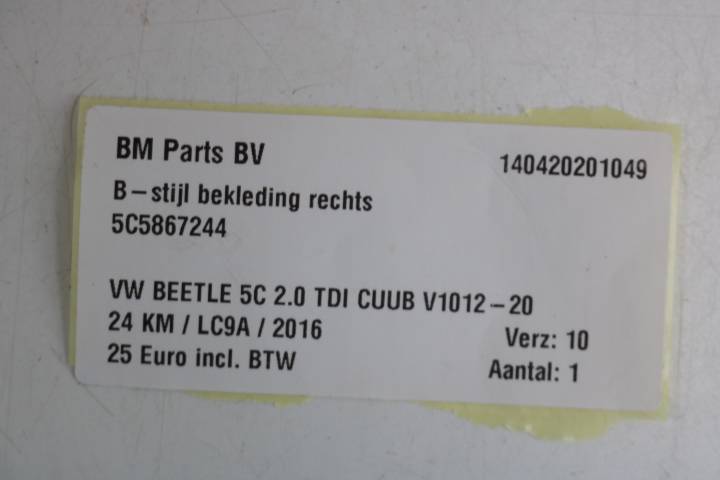 BM Parts BV 140420201049
B-stijl bekleding rechts
5C5867244
VW BEETLE 5C 2.0 TDI CUUB V1012-20
24 KM / LC9A / 2016 Verz: 10
25 Euro incl. BTW Aantal: 1